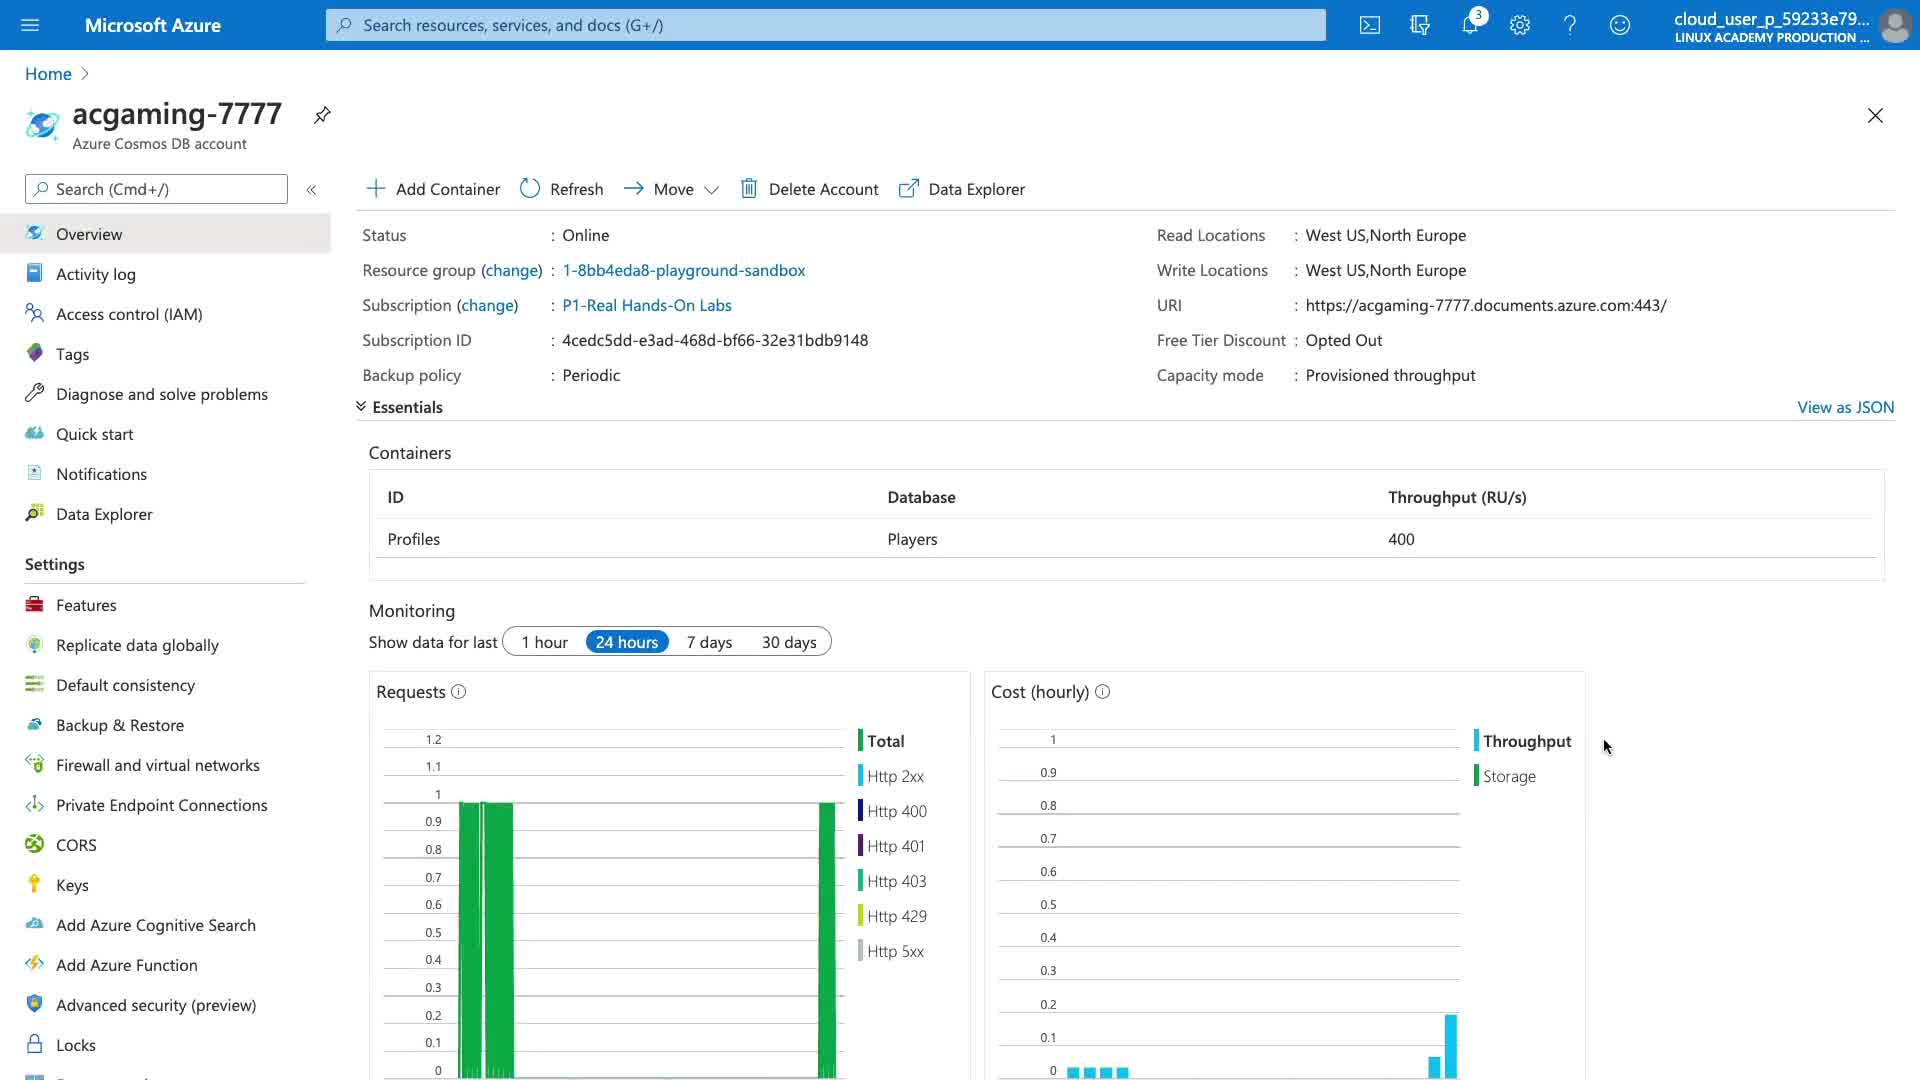 Microsoft Azure
Search resources, services, and docs (G+/)
3
cloud_user_p_59233e79...
LINUX ACADEMY PRODUCTION ...
Home
acgaming-7777
Azure Cosmos DB account
Search (Cmd+/)
«
Overview
Activity log
Access control (IAM)
Tags
Diagnose and solve problems
Quick start
Notifications
Data Explorer
Settings
Features
Replicate data globally
Default consistency
Backup & Restore
Firewall and virtual networks
Private Endpoint Connections
CORS
Keys
Add Azure Cognitive Search
Add Azure Function
Advanced security (preview)
Locks
Add Container
Refresh
Move
Delete Account
Data Explorer
Status : Online
Resource group (change) : 1-8bb4eda8-playground-sandbox
Subscription (change) : P1-Real Hands-On Labs
Subscription ID : 4cedc5dd-e3ad-468d-bf66-32e31bdb9148
Backup policy : Periodic
Read Locations : West US,North Europe
Write Locations : West US,North Europe
URI : https://acgaming-7777.documents.azure.com:443/
Free Tier Discount : Opted Out
Capacity mode : Provisioned throughput
Essentials
View as JSON
Containers
ID Database Throughput (RU/s)
Profiles Players 400
Monitoring
Show data for last 1 hour 24 hours 7 days 30 days
Requests
1.2
1.1
1
0.9
0.8
0.7
0.6
0.5
0.4
0.3
0.2
0.1
0
Total
Http 2xx
Http 400
Http 401
Http 403
Http 429
Http 5xx
Cost (hourly)
1
0.9
0.8
0.7
0.6
0.5
0.4
0.3
0.2
0.1
0
Throughput
Storage